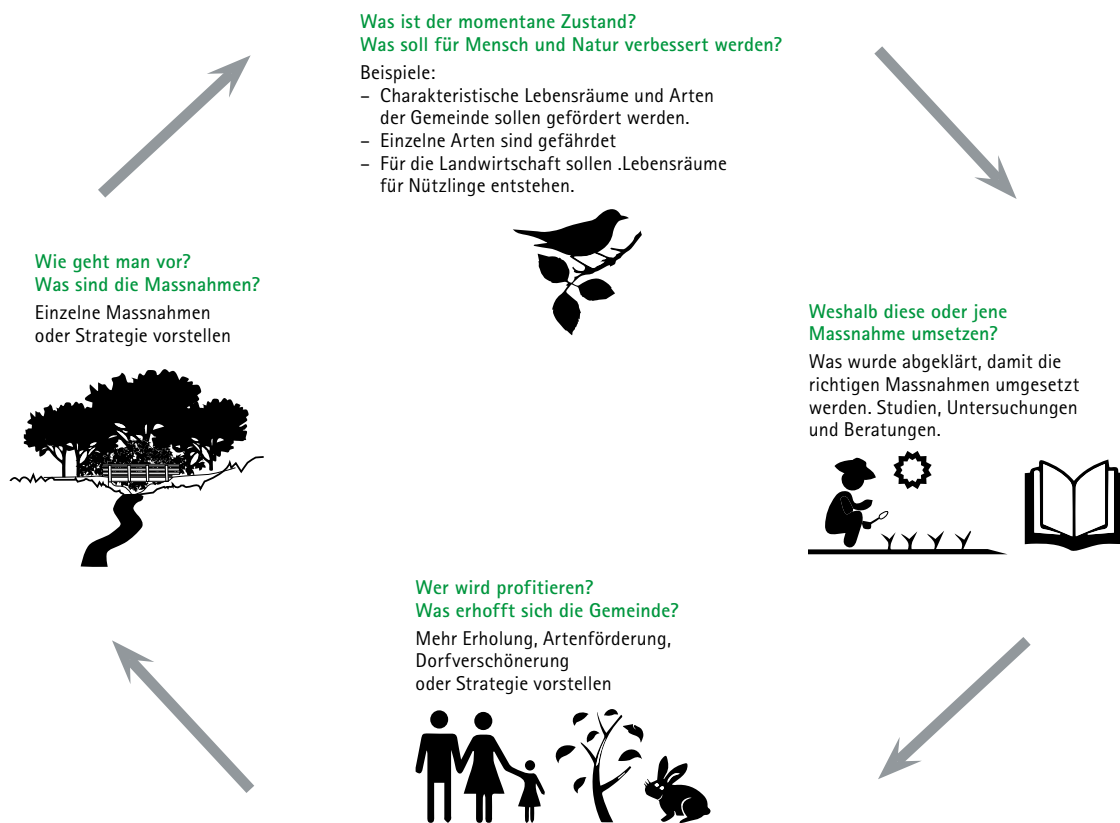 Was ist der momentane Zustand?
Was soll für Mensch und Natur verbessert werden?
Beispiele:
– Charakteristische Lebensräume und Arten
der Gemeinde sollen gefördert werden.
– Einzelne Arten sind gefährdet
– Für die Landwirtschaft sollen .Lebensräume
für Nützlinge entstehen.
Weshalb diese oder jene
Massnahme umsetzen?
Was wurde abgeklärt, damit die
richtigen Massnahmen umgesetzt
werden. Studien, Untersuchungen
und Beratungen.
Wer wird profitieren?
Was erhofft sich die Gemeinde?
Mehr Erholung, Artenförderung,
Dorfverschönerung
oder Strategie vorstellen
Wie geht man vor?
Was sind die Massnahmen?
Einzelne Massnahmen
oder Strategie vorstellen